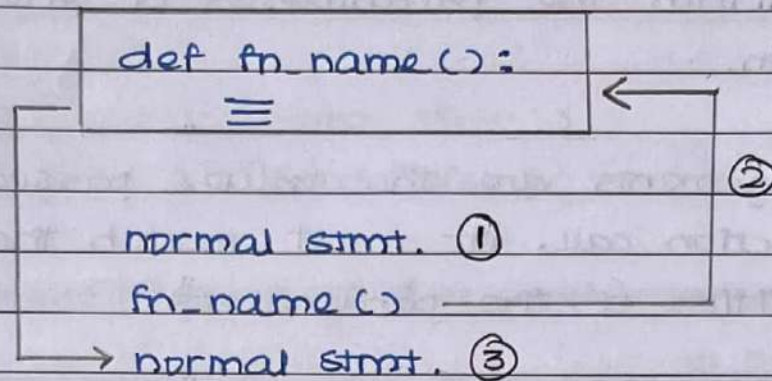 def fn_name():
②
normal stmt. ①
fn_name()
normal stmt. ③